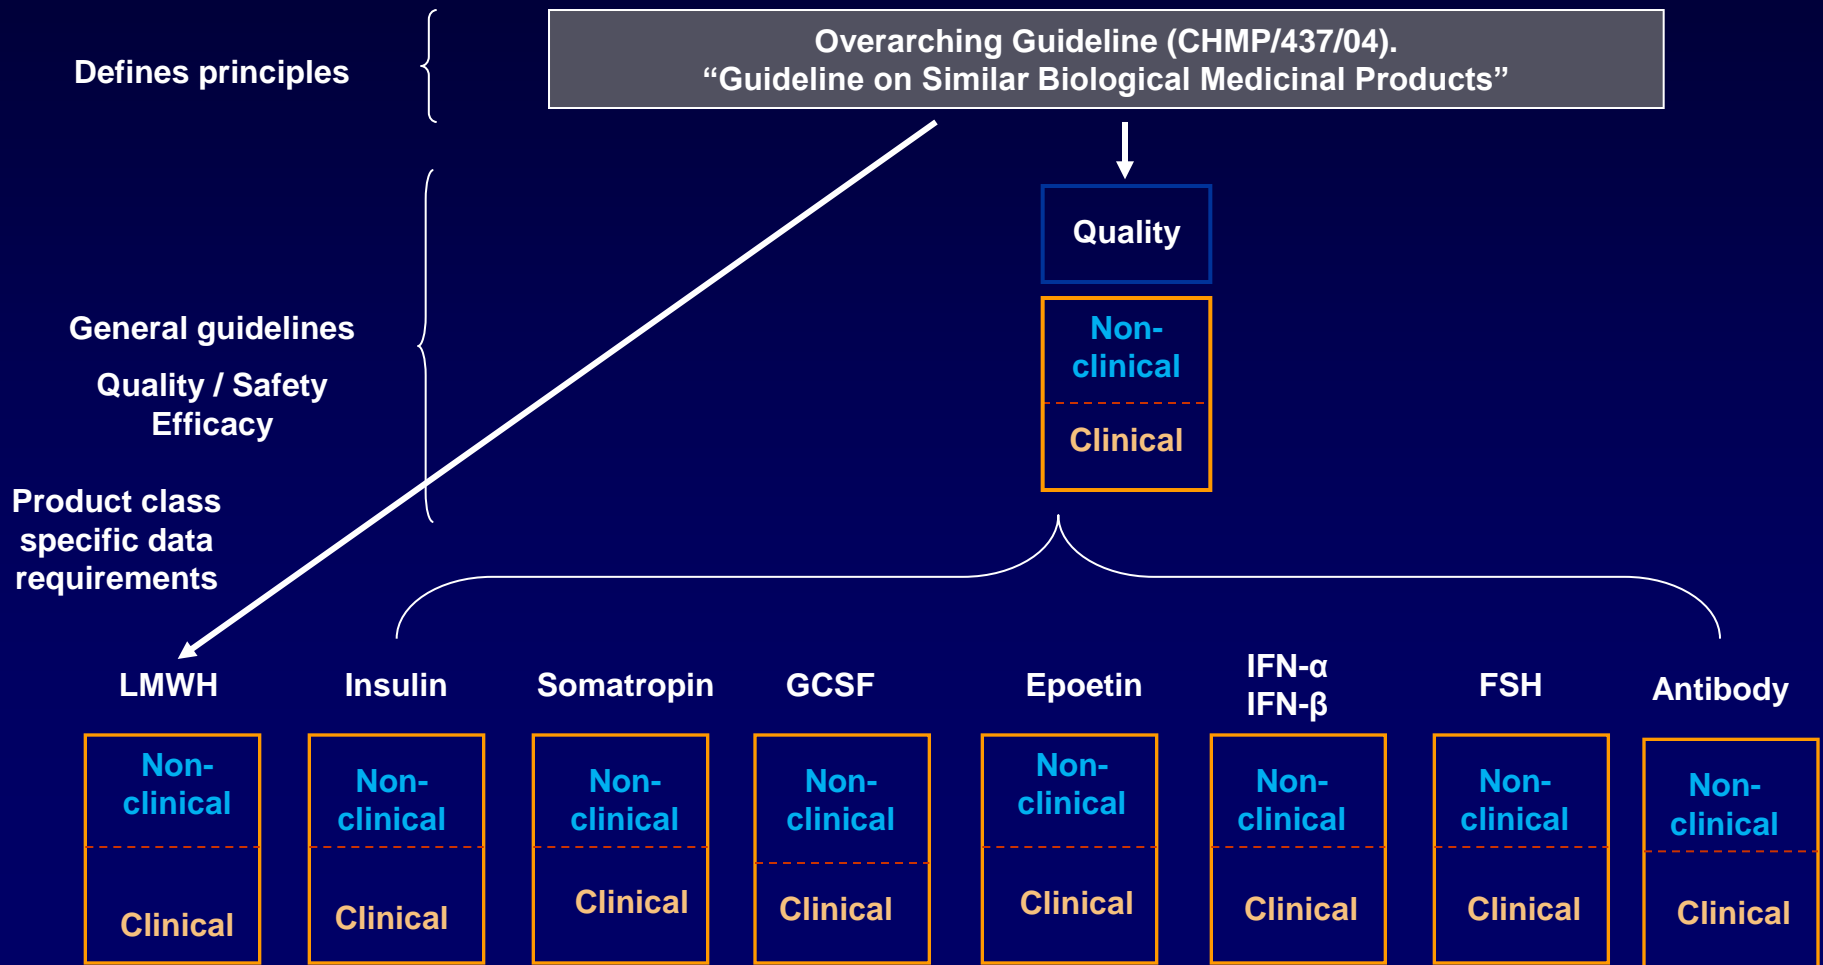 Defines principles
Overarching Guideline (CHMP/437/04).
“Guideline on Similar Biological Medicinal Products”
Quality
General guidelines
Quality / Safety
Efficacy
Non-
clinical
Clinical
Product class
specific data
requirements
LMWH
Insulin
Somatropin
GCSF
Epoetin
IFN-α
IFN-β
FSH
Antibody
Non-
clinical
Clinical
Non-
clinical
Clinical
Non-
clinical
Clinical
Non-
clinical
Clinical
Non-
clinical
Clinical
Non-
clinical
Clinical
Non-
clinical
Clinical
Non-
clinical
Clinical